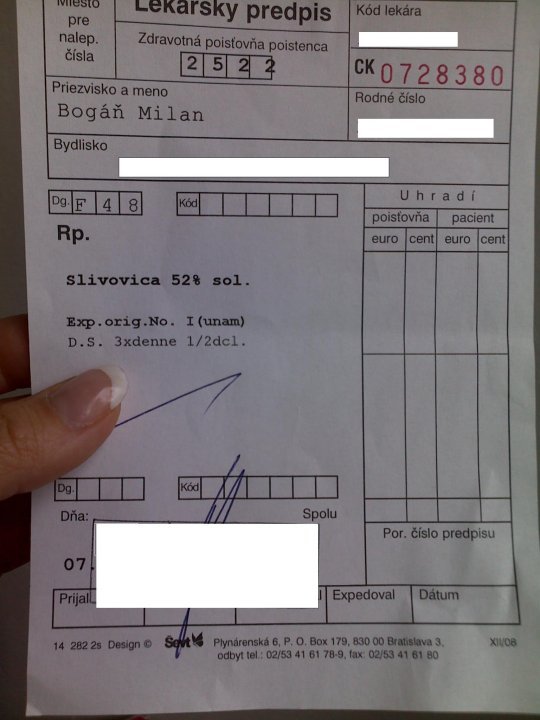 Miesto
pre
nalep.
čísla
Lekársky predpis
Zdravotná poisťovňa poistenca
2 5 2 2
Kód lekára
CK 0728380
Priezvisko a meno
Bogáň Milan
Rodné číslo
Bydlisko
Dg. F 4 8
Kód
Uhradí
poisťovňa pacient
euro cent euro cent
Rp.
Slivovica 52% sol.
Exp.orig.No. I(unam)
D.S. 3xdenne 1/2dcl.
Dg.
Kód
Dňa:
Spolu
07.
Por. číslo predpisu
Prijal
Expedoval
Dátum
14 282 2s Design © Ševt Plynárenská 6, P. O. Box 179, 830 00 Bratislava 3, XII/08
odbyt tel.: 02/53 41 61 78-9, fax: 02/53 41 61 80